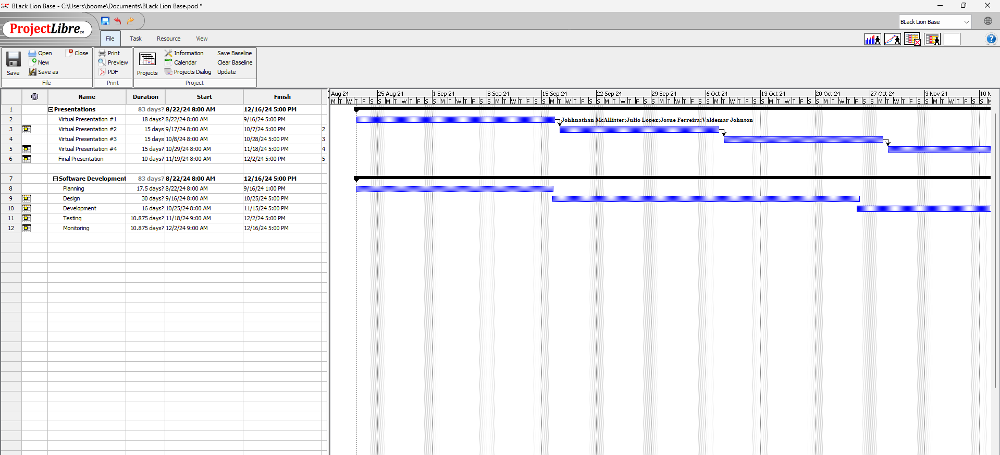 BLack Lion Base - C:\Users\boome\Documents\BLack Lion Base.pod *
ProjectLibre™
BLack Lion Base
File Task Resource View
Save
Open
New
Save as
Close
File
Print
Preview
PDF
Print
Projects
Information
Calendar
Projects Dialog
Save Baseline
Clear Baseline
Update
Project
Name Duration Start Finish
1 Presentations 83 days? 8/22/24 8:00 AM 12/16/24 5:00 PM
2 Virtual Presentation #1 18 days? 8/22/24 8:00 AM 9/16/24 5:00 PM
3 Virtual Presentation #2 15 days 9/17/24 8:00 AM 10/7/24 5:00 PM 2
4 Virtual Presentation #3 15 days 10/8/24 8:00 AM 10/28/24 5:00 PM 3
5 Virtual Presentation #4 15 days? 10/29/24 8:00 AM 11/18/24 5:00 PM 4
6 Final Presentation 10 days? 11/19/24 8:00 AM 12/2/24 5:00 PM 5
7 Software Development 83 days? 8/22/24 8:00 AM 12/16/24 5:00 PM
8 Planning 17.5 days? 8/22/24 8:00 AM 9/16/24 1:00 PM
9 Design 30 days? 9/16/24 8:00 AM 10/25/24 5:00 PM
10 Development 16 days? 10/25/24 8:00 AM 11/15/24 5:00 PM
11 Testing 10.875 days? 11/18/24 9:00 AM 12/2/24 5:00 PM
12 Monitoring 10.875 days? 12/2/24 9:00 AM 12/16/24 5:00 PM
Aug 24 25 Aug 24 1 Sep 24 8 Sep 24 15 Sep 24 22 Sep 24 29 Sep 24 6 Oct 24 13 Oct 24 20 Oct 24 27 Oct 24 3 Nov 24 10 N
M T W T F S S M T W T F S S M T W T F S S M T W T F S S M T W T F S S M T W T F S S M T W T F S S M T W T F S S M T W T F S S M T W T F S S M T W T F S S M T W T F S S M
Johhnathan McAllister;Julio Lopez;Josue Ferreira;Valdemar Johnson